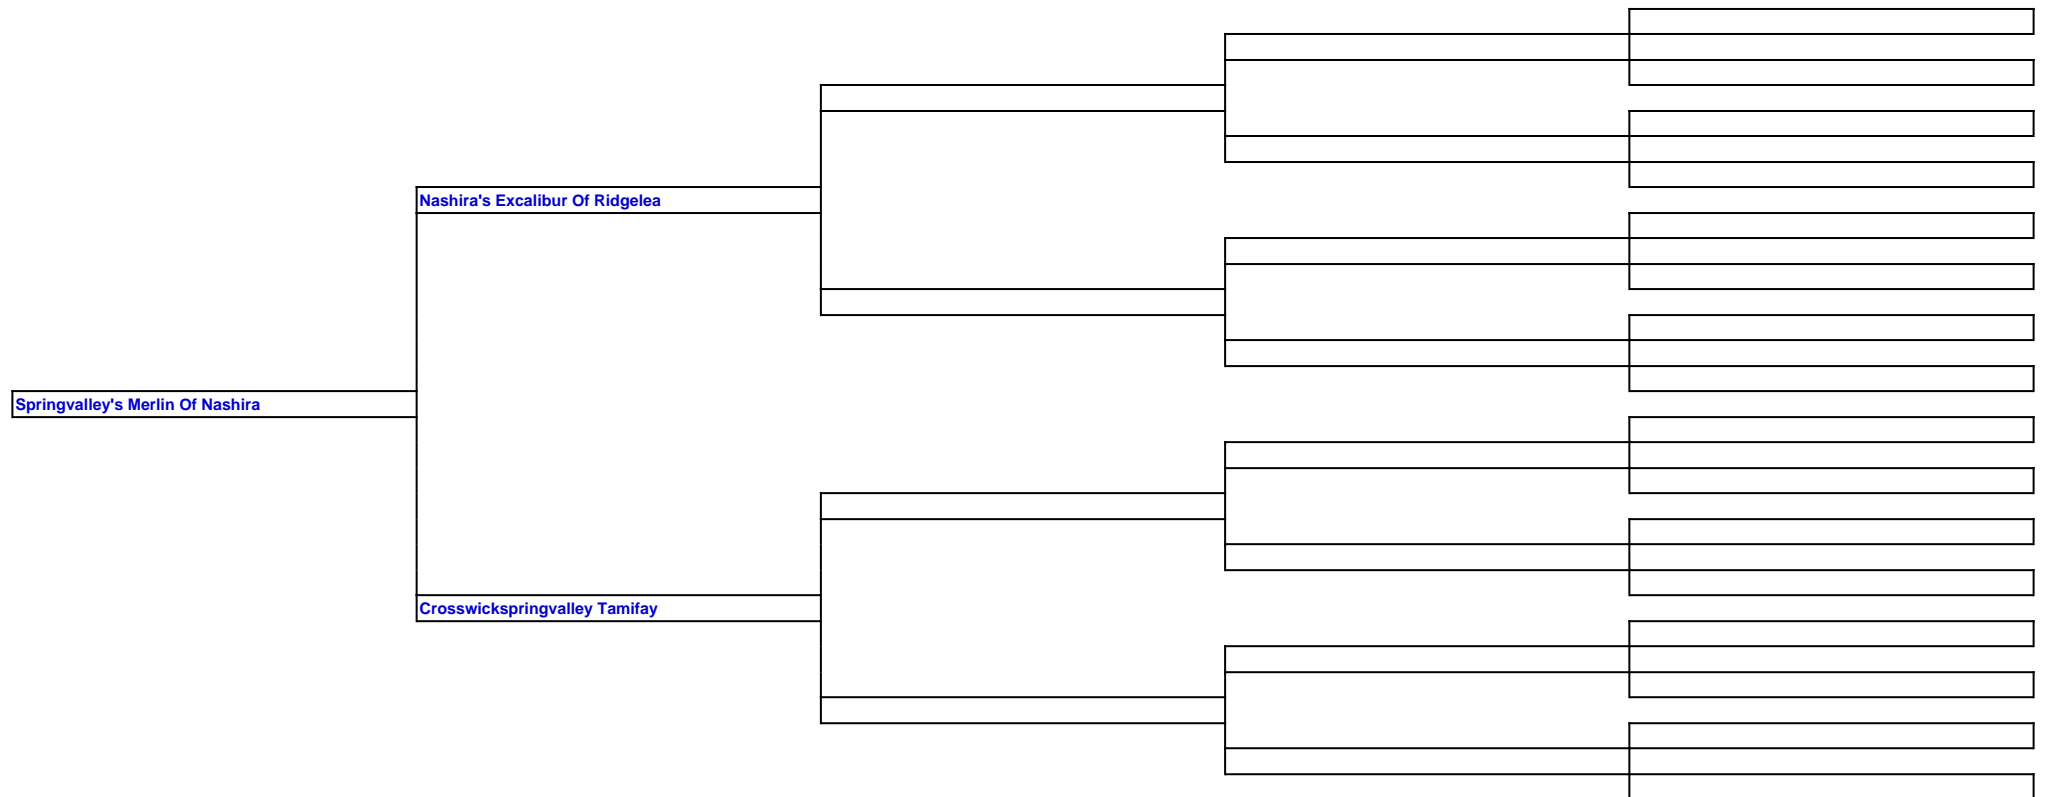 Nashira's Excalibur Of Ridgelea
Springvalley's Merlin Of Nashira
Crosswickspringvalley Tamifay